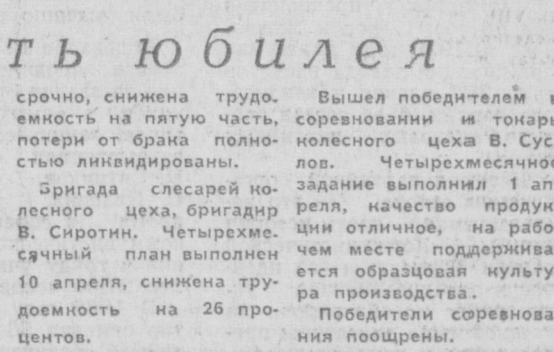 ть юбилея
срочно, снижена трудо-
емкость на пятую часть,
потери от брака полно-
стью ликвидированы.
Бригада слесарей ко-
лесного цеха, бригадир
В. Сиротин. Четырехме-
сячный план выполнен
10 апреля, снижена тру-
доемкость на 26 про-
центов.
Вышел победителем в
соревновании и токарь
колесного цеха В. Сус-
лов. Четырехмесячное
задание выполнил 1 ап-
реля, качество продук-
ции отличное, на рабо-
чем месте поддержива-
ется образцовая культу-
ра производства.
Победители соревнова-
ния поощрены.